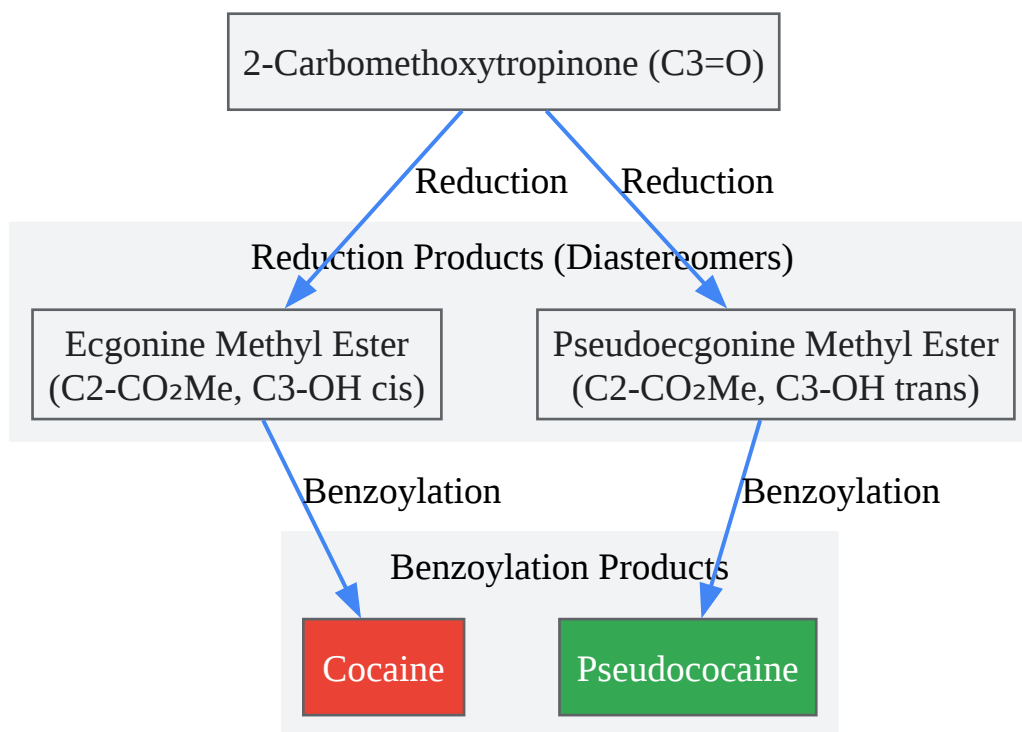 2-Carbomethoxytropinone (C3=O)
Reduction
Reduction
Reduction Products (Diastereomers)
Ecgonine Methyl Ester
(C2-CO₂Me, C3-OH cis)
Pseudoecgonine Methyl Ester
(C2-CO₂Me, C3-OH trans)
Benzoylation
Benzoylation
Benzoylation Products
Cocaine
Pseudococaine